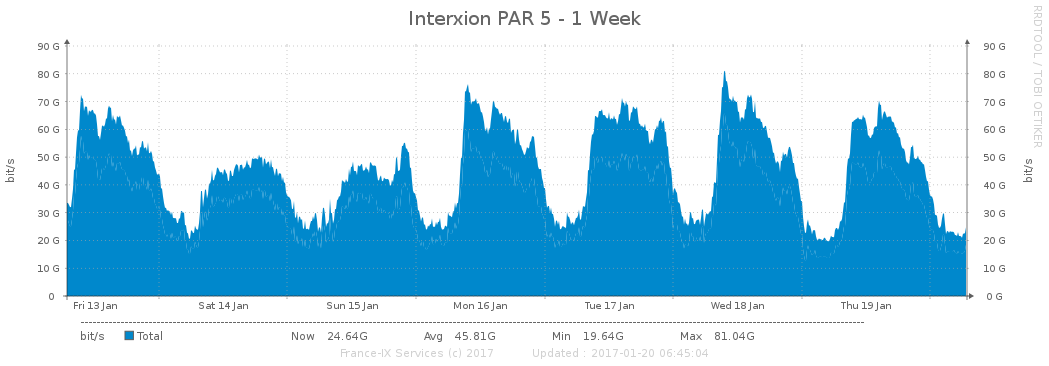 Interxion PAR 5 - 1 Week
RRDTOOL / TOBI OETIKER
90 G 90 G
80 G 80 G
70 G 70 G
60 G 60 G
50 G 50 G
40 G 40 G
30 G 30 G
20 G 20 G
10 G 10 G
0 0 G
bit/s bit/s
Fri 13 Jan Sat 14 Jan Sun 15 Jan Mon 16 Jan Tue 17 Jan Wed 18 Jan Thu 19 Jan
bit/s Total Now 24.64G Avg 45.81G Min 19.64G Max 81.04G
France-IX Services (c) 2017 Updated : 2017-01-20 06:45:04